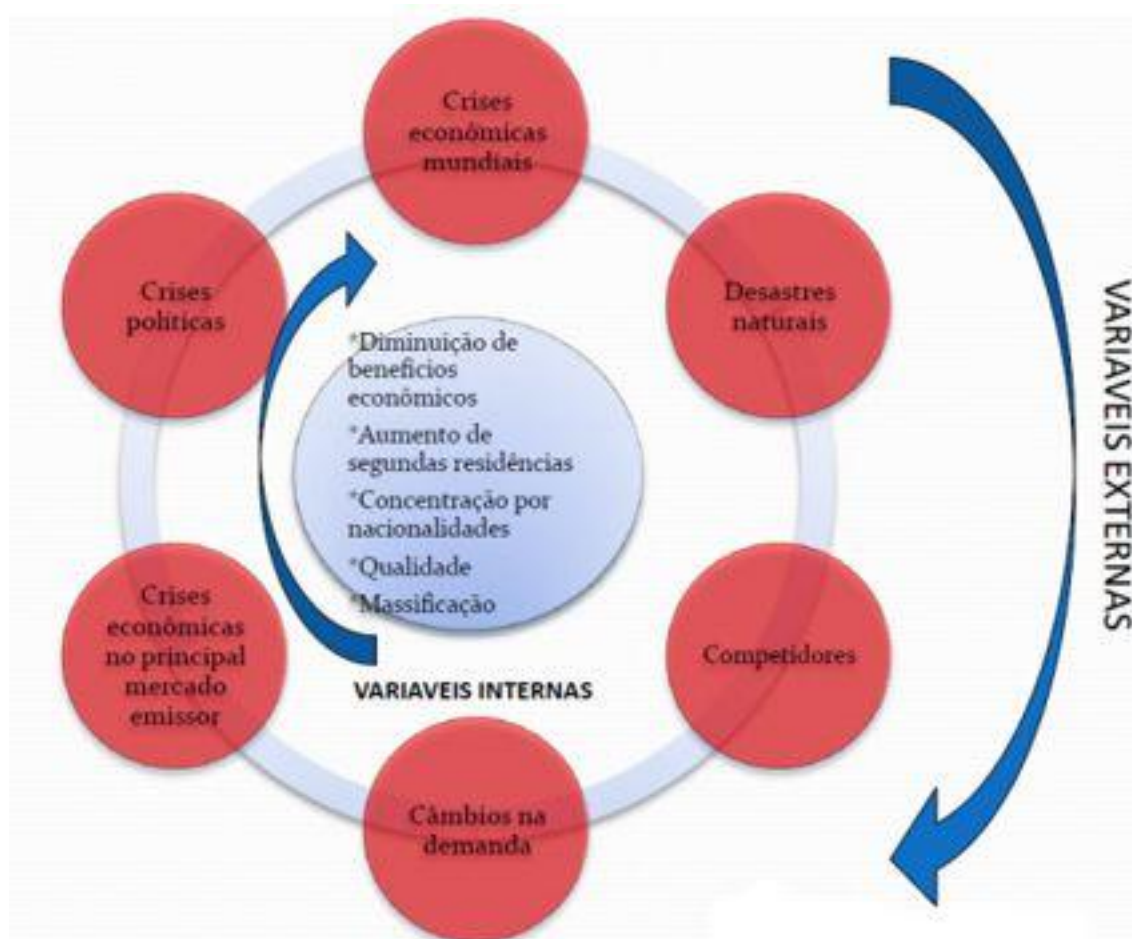 Crises
econômicas
mundiais
Desastres
naturais
Competidores
Câmbios na
demanda
Crises
econômicas
no principal
mercado
emissor
Crises
políticas
*Diminuição de
benefícios
econômicos
*Aumento de
segundas residências
*Concentração por
nacionalidades
*Qualidade
*Massificação
VARIAVEIS INTERNAS
VARIAVEIS EXTERNAS